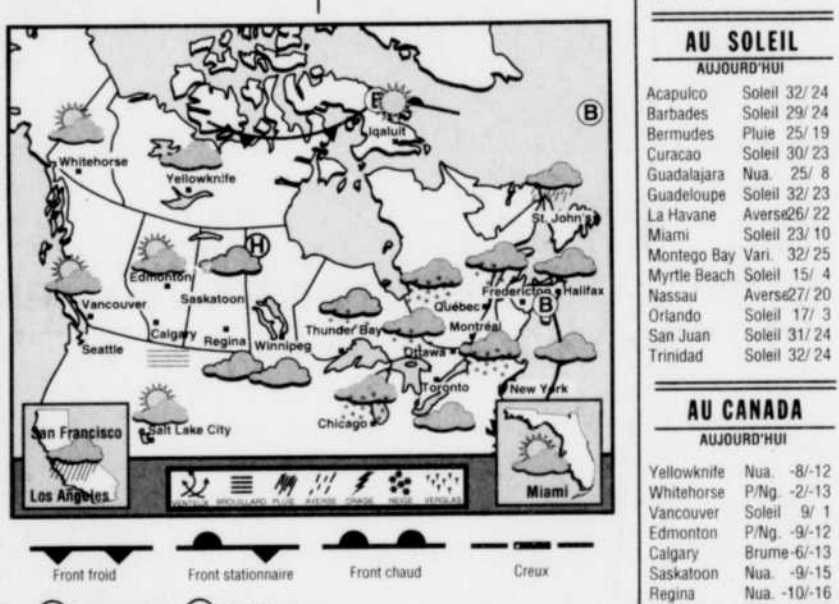 B
E
Iqaluit
Whitehorse
Yellowknife
St. John's
H
Edmonton
Saskatoon
Fredericton
Halifax
Vancouver
Québec
B
Calgary
Regina
Winnipeg
Thunder Bay
Montréal
Seattle
Ottawa
Toronto
New York
San Francisco
Salt Lake City
Chicago
Los Angeles
Miami
VENTEUX BROUILLARD PLUIE AVERSE ORAGE NEIGE VERGLAS
Front froid Front stationnaire Front chaud Creux
AU SOLEIL
AUJOURD'HUI
Acapulco Soleil 32/ 24
Barbades Soleil 29/ 24
Bermudes Pluie 25/ 19
Curacao Soleil 30/ 23
Guadalajara Nua. 25/ 8
Guadeloupe Soleil 32/ 23
La Havane Averse26/ 22
Miami Soleil 23/ 10
Montego Bay Vari. 32/ 25
Myrtle Beach Soleil 15/ 4
Nassau Averse27/ 20
Orlando Soleil 17/ 3
San Juan Soleil 31/ 24
Trinidad Soleil 32/ 24
AU CANADA
AUJOURD'HUI
Yellowknife Nua. -8/-12
Whitehorse P/Ng. -2/-13
Vancouver Soleil 9/ 1
Edmonton P/Ng. -9/-12
Calgary Brume-6/-13
Saskatoon Nua. -9/-15
Regina Nua. -10/-16